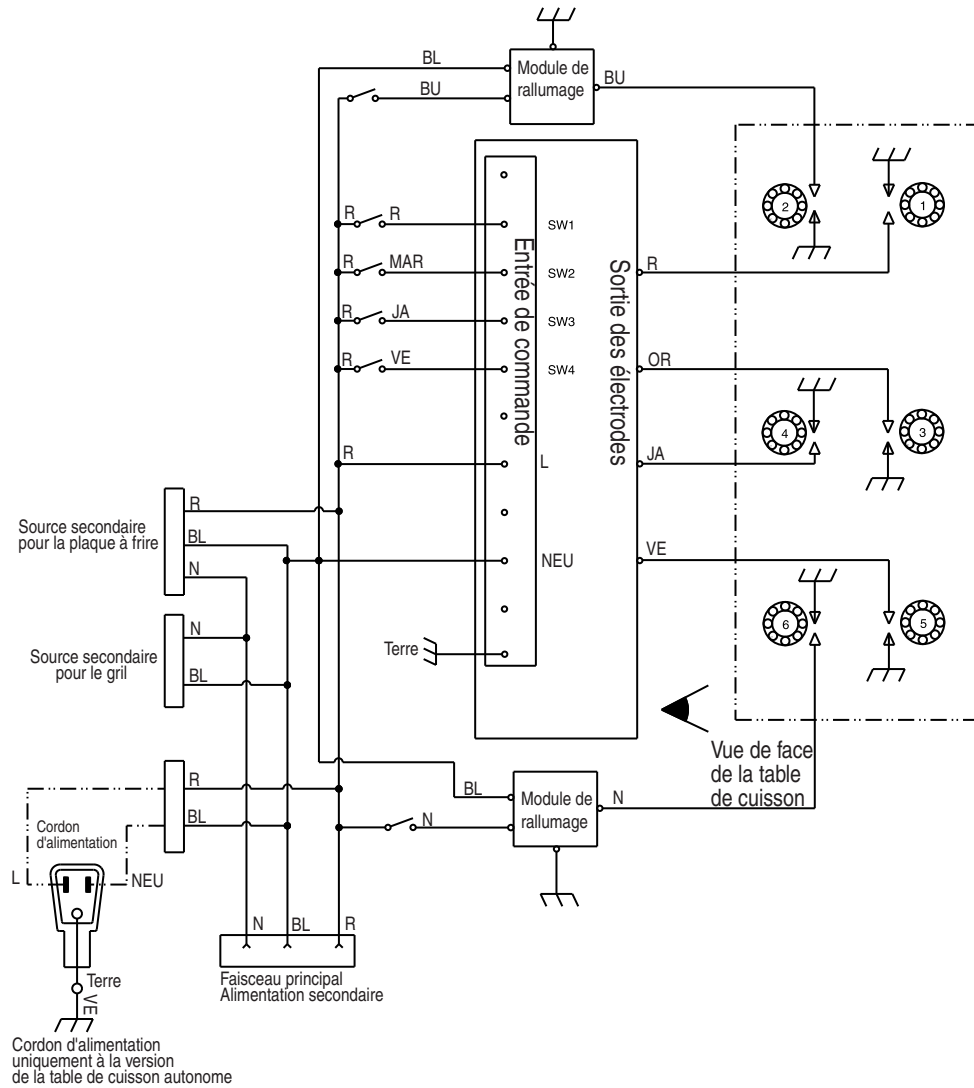 BL
Module de
rallumage
BU
BU
2
1
R
R
SW1
Entrée de commande
Sortie des électrodes
R
R
MAR
SW2
R
JA
SW3
R
VE
SW4
OR
4
3
R
L
JA
R
Source secondaire
pour la plaque à frire
BL
N
NEU
VE
N
Source secondaire
pour le gril
BL
Terre
6
5
Vue de face
de la table
de cuisson
R
BL
Cordon
d'alimentation
L
NEU
BL
Module de
rallumage
N
N
N
BL
R
Faisceau principal
Alimentation secondaire
Terre
VE
Cordon d'alimentation
uniquement à la version
de la table de cuisson autonome